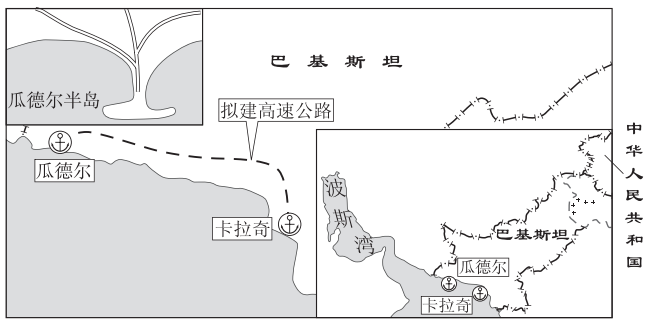 瓜德尔半岛
巴基斯坦
拟建高速公路
瓜德尔
卡拉奇
波斯湾
巴基斯坦
瓜德尔
卡拉奇
中华人民共和国